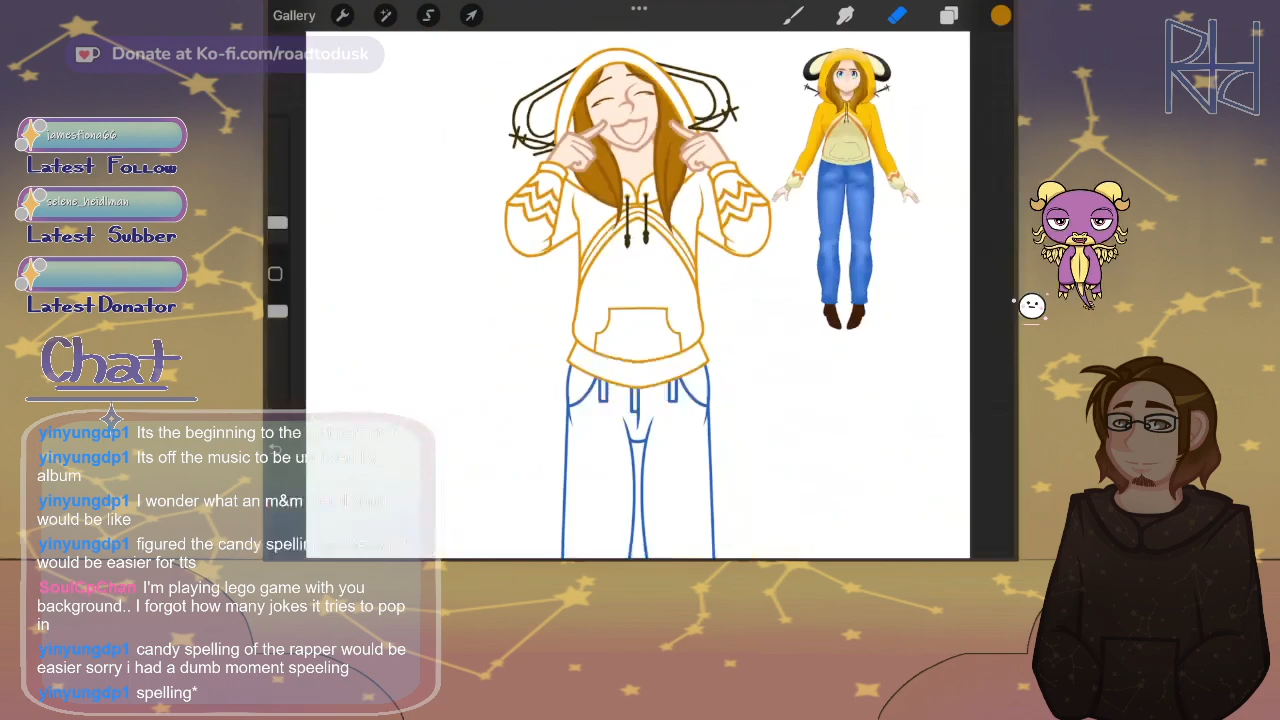 Gallery
Donate at Ko-fi.com/roadtodusk
jamesfiona66
Latest Follow
selene_heidlman
Latest Subber
Latest Donator
Chat
yinyungdp1 Its the beginning to the
yinyungdp1 Its off the music to be
album
yinyungdp1 I wonder what an m&m
would be like
yinyungdp1 figured the candy
would be easier for tts
SoulGpChan I'm playing lego game with you
background.. I forgot how many jokes it tries to pop
in
yinyungdp1 candy spelling of the rapper would be
easier sorry i had a dumb moment speeling
yinyungdp1 spelling*